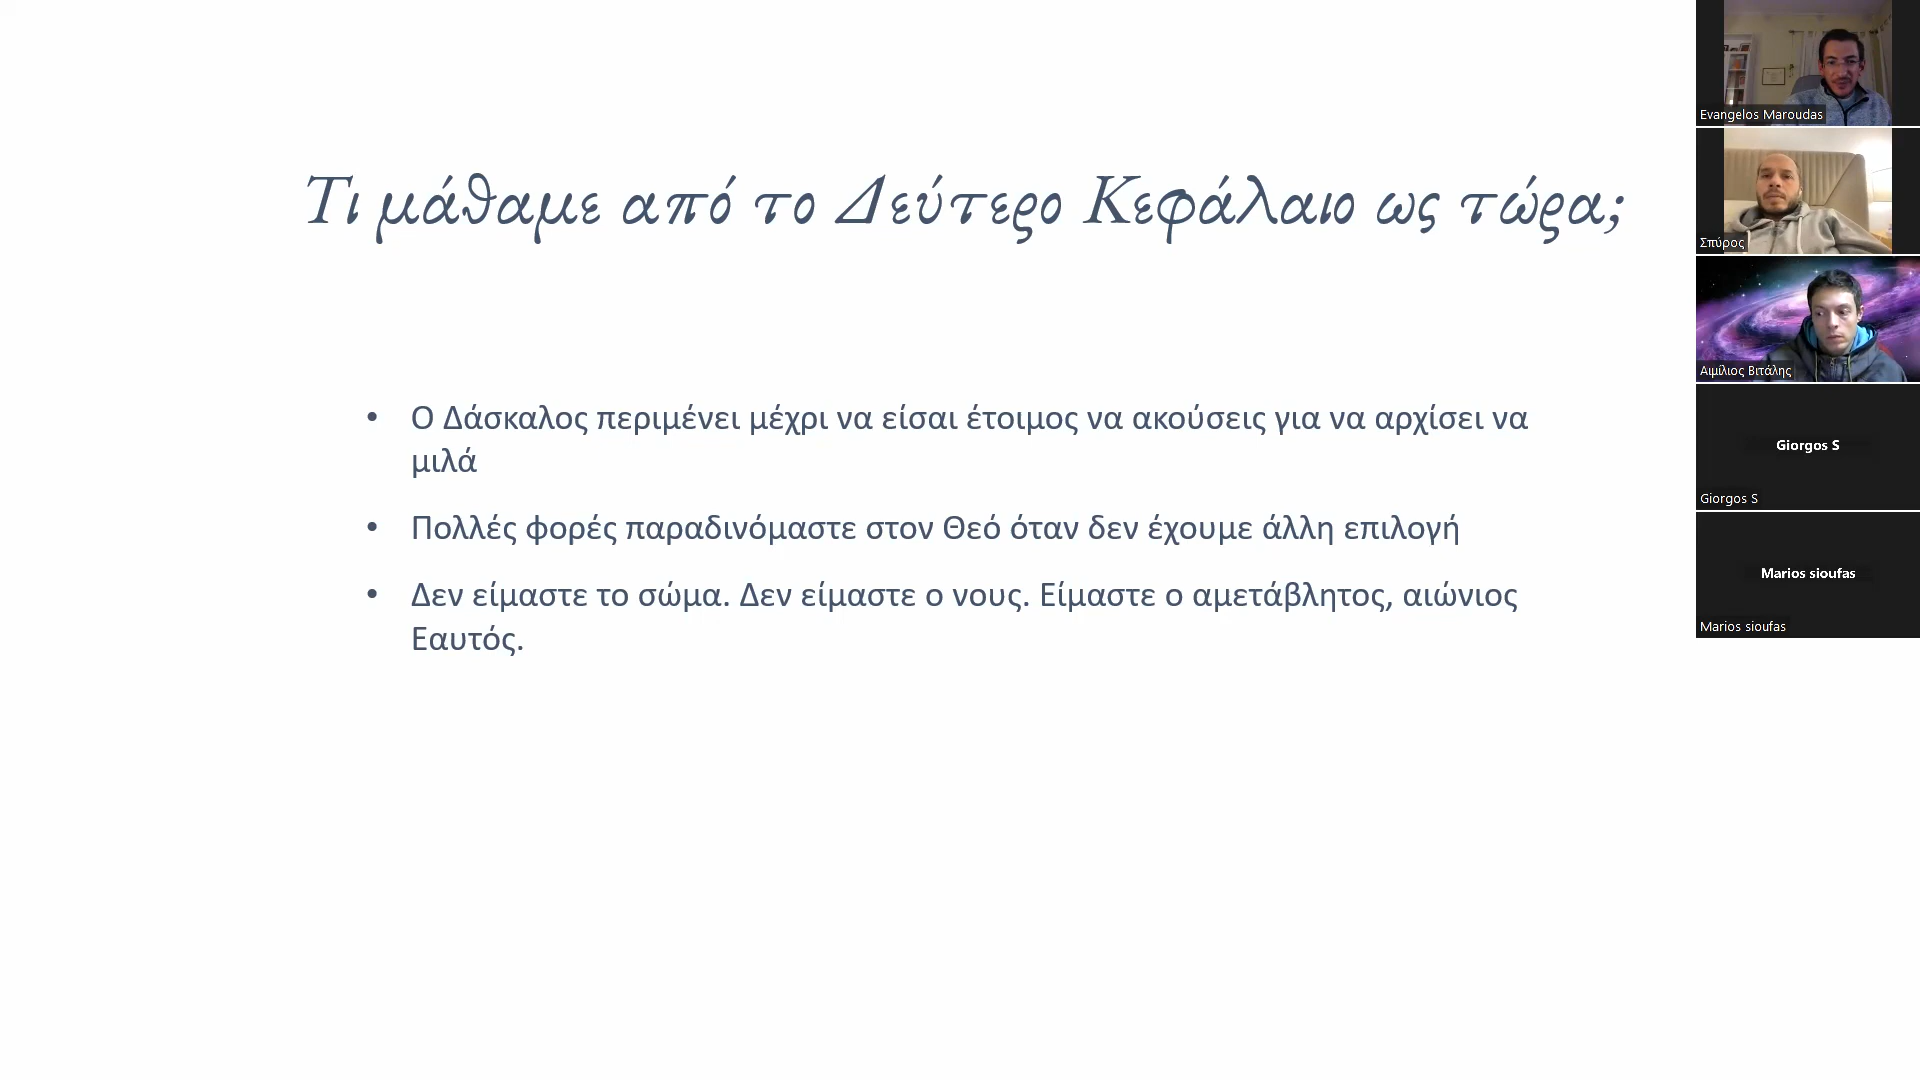 Τι μάθαμε από το Δεύτερο Κεφάλαιο ως τώρα;
• Ο Δάσκαλος περιμένει μέχρι να είσαι έτοιμος να ακούσεις για να αρχίσει να
μιλά
• Πολλές φορές παραδινόμαστε στον Θεό όταν δεν έχουμε άλλη επιλογή
• Δεν είμαστε το σώμα. Δεν είμαστε ο νους. Είμαστε ο αμετάβλητος, αιώνιος
Εαυτός.
Evangelos Maroudas
Σπύρος
Αιμίλιος Βιτάλης
Giorgos S
Giorgos S
Marios sioufas
Marios sioufas